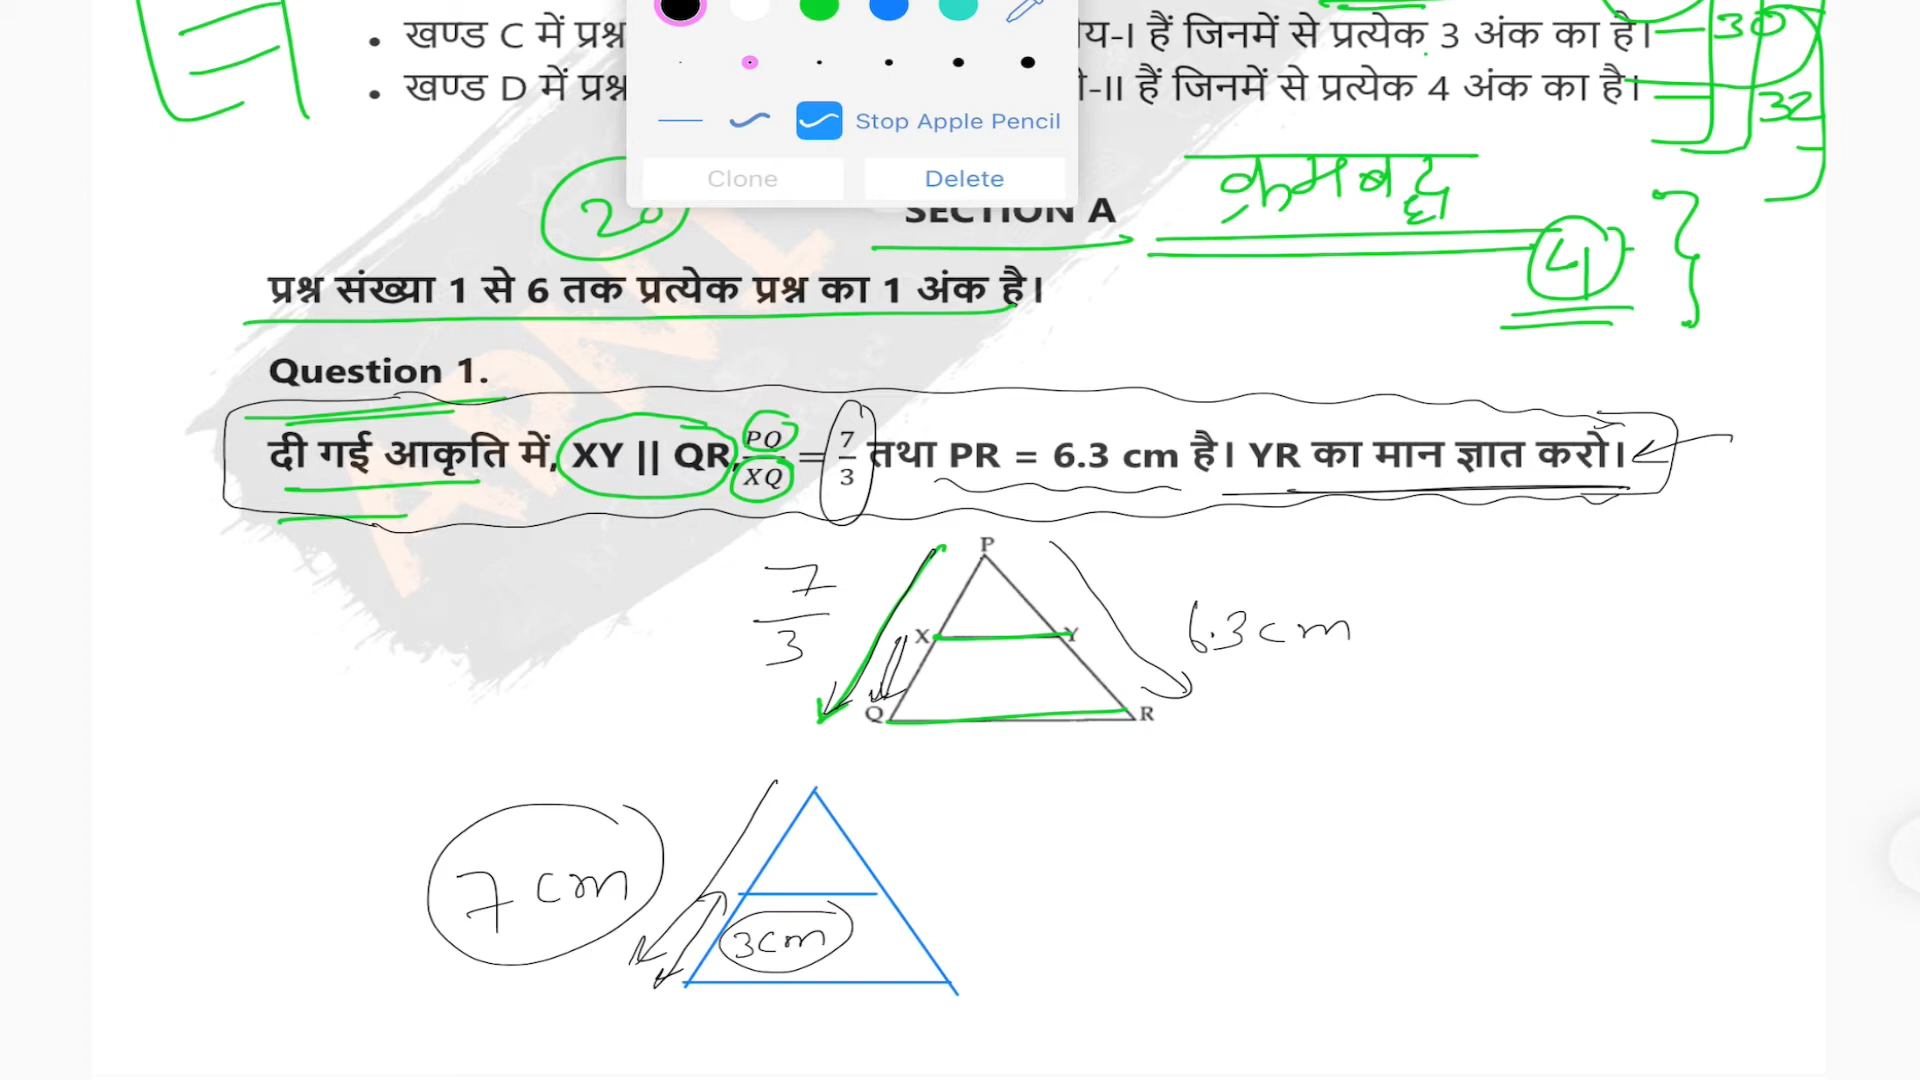 • खण्ड C में प्रश्न
य-I हैं जिनमें से प्रत्येक 3 अंक का है।
30
• खण्ड D में प्रश्न
-II हैं जिनमें से प्रत्येक 4 अंक का है।
32
Stop Apple Pencil
Clone
Delete
20
SECTION A
क्रमबद्ध
4
प्रश्न संख्या 1 से 6 तक प्रत्येक प्रश्न का 1 अंक है।
Question 1.
दी गई आकृति में, XY || QR, PQ/XQ = 7/3 तथा PR = 6.3 cm है। YR का मान ज्ञात करो।
P
7/3
X
Y
6.3cm
Q
R
7cm
3cm